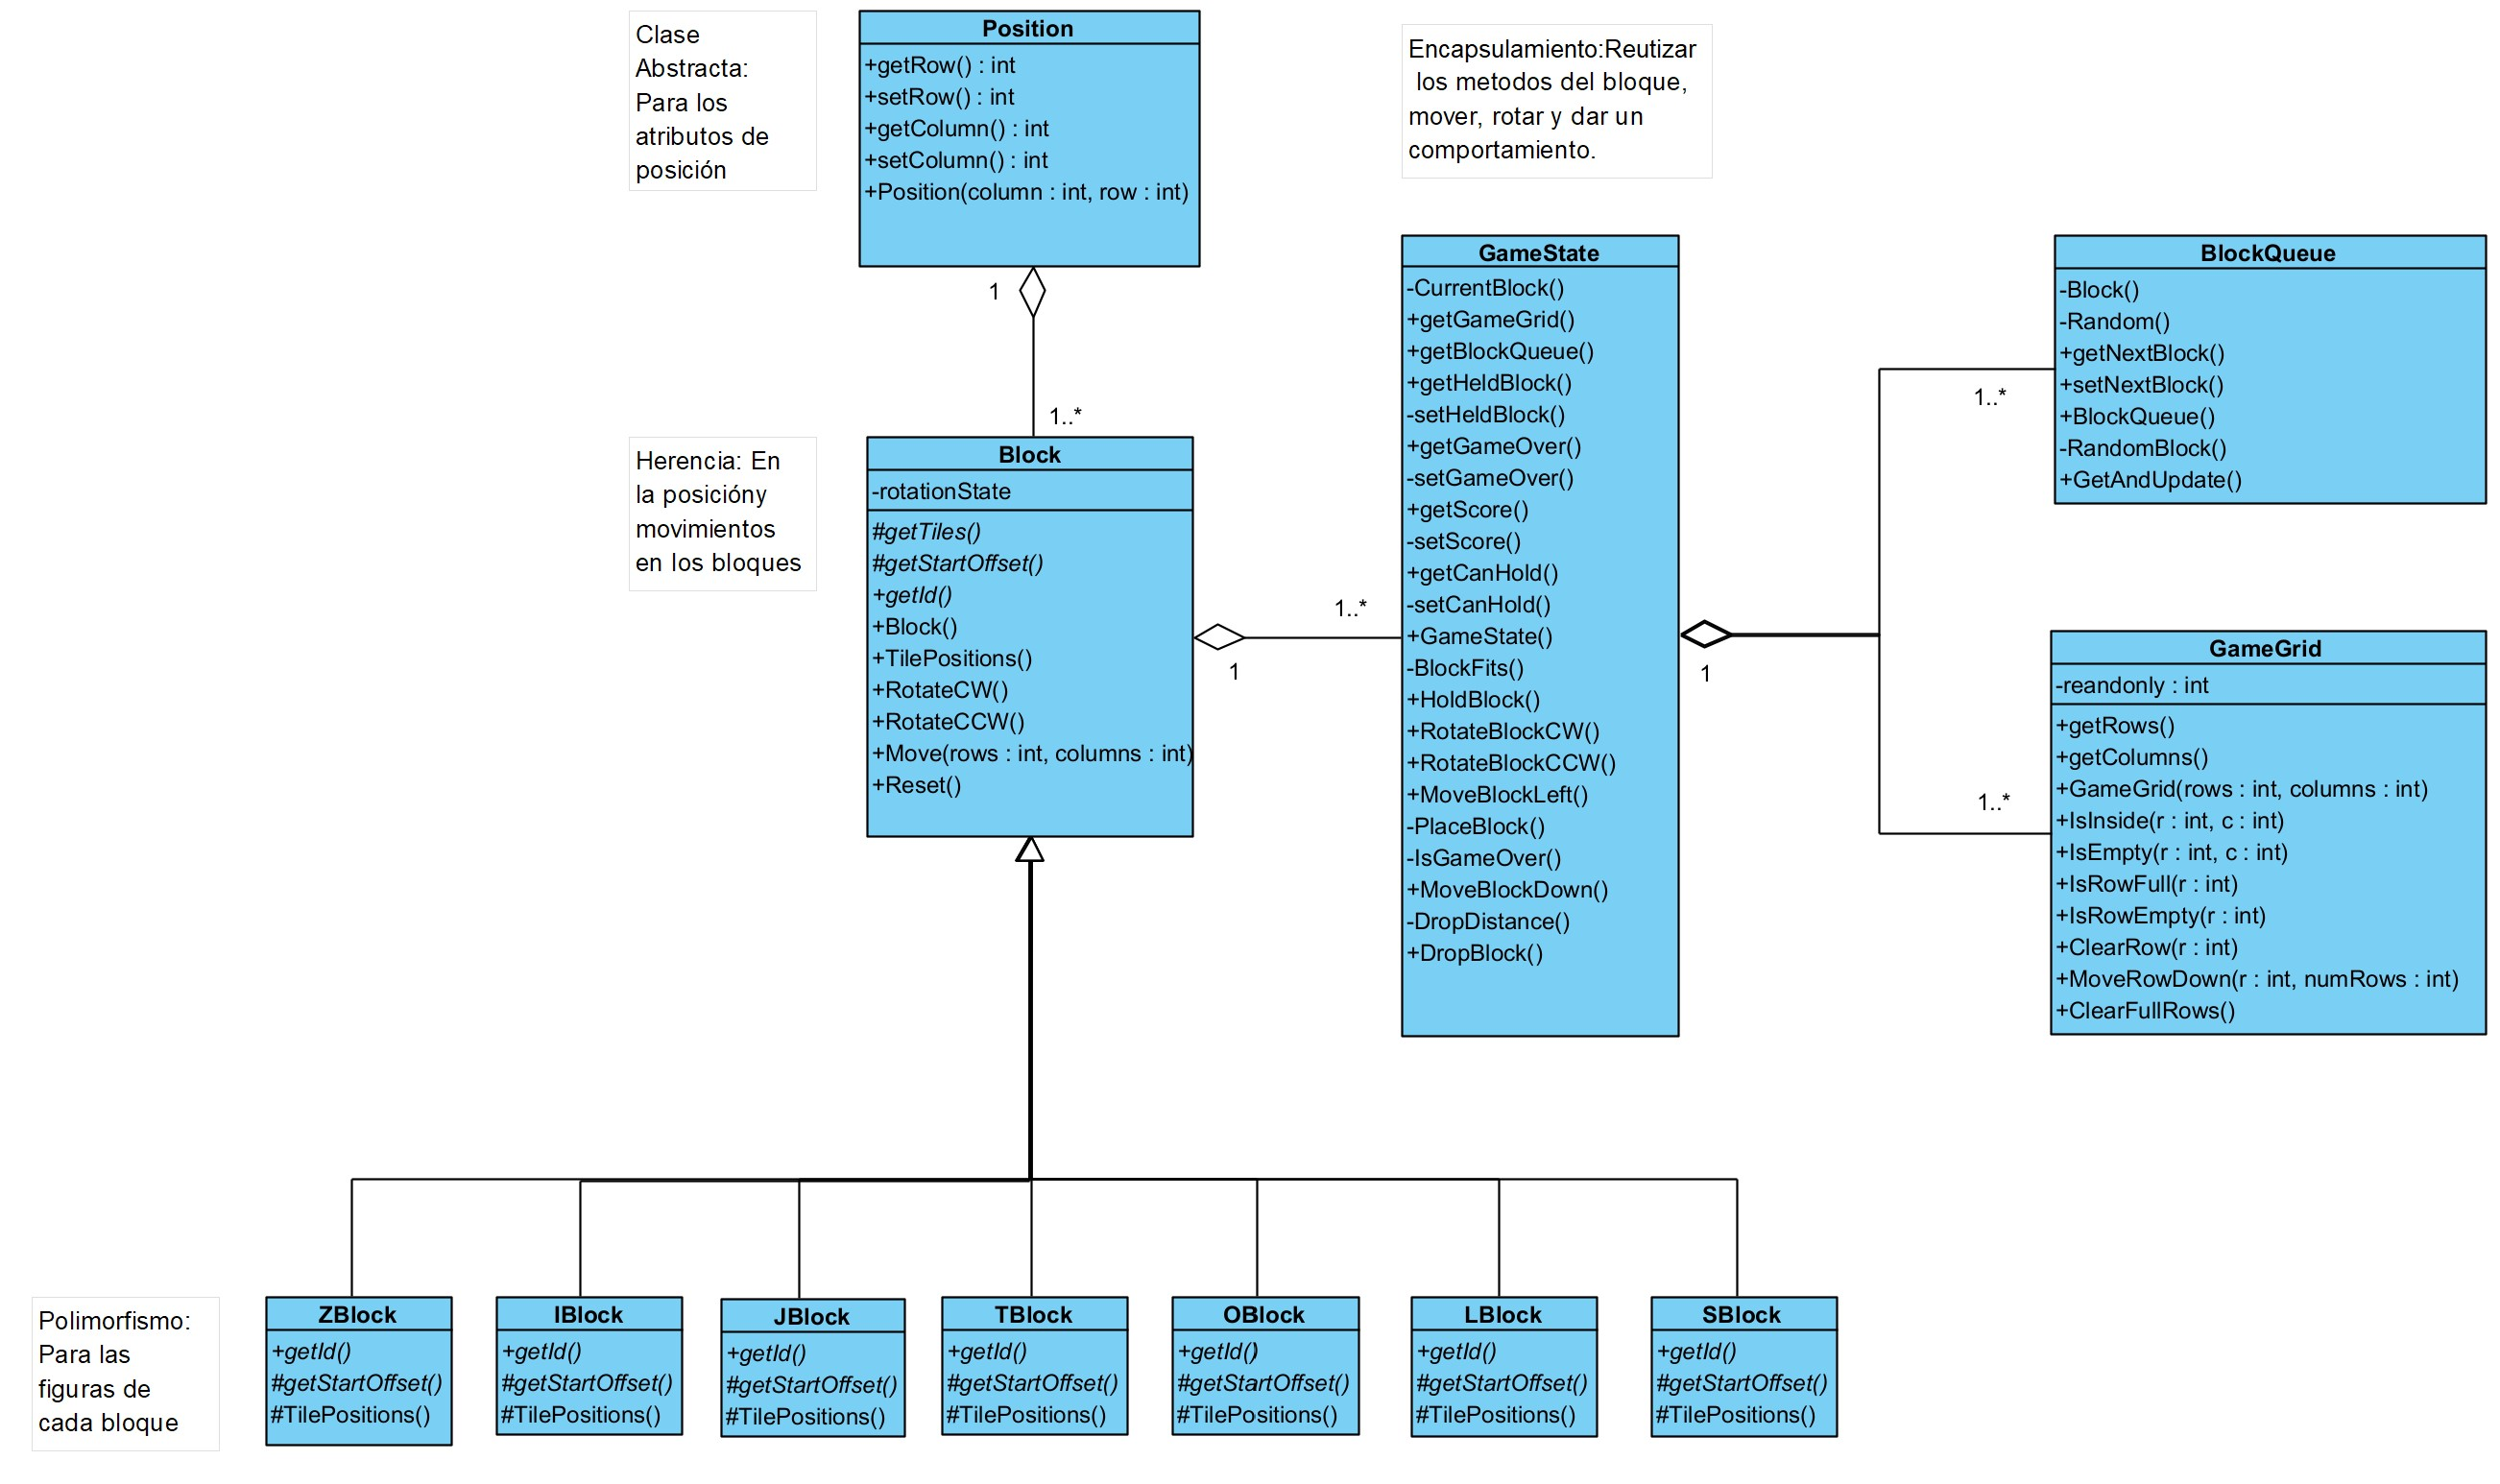 Clase
Abstracta:
Para los
atributos de
posición
Position
+getRow() : int
+setRow() : int
+getColumn() : int
+setColumn() : int
+Position(column : int, row : int)
Encapsulamiento:Reutizar
los metodos del bloque,
mover, rotar y dar un
comportamiento.
1
1..*
Herencia: En
la posicióny
movimientos
en los bloques
Block
-rotationState
#getTiles()
#getStartOffset()
+getId()
+Block()
+TilePositions()
+RotateCW()
+RotateCCW()
+Move(rows : int, columns : int)
+Reset()
1..*
1
GameState
-CurrentBlock()
+getGameGrid()
+getBlockQueue()
+getHeldBlock()
-setHeldBlock()
+getGameOver()
-setGameOver()
+getScore()
-setScore()
+getCanHold()
-setCanHold()
+GameState()
-BlockFits()
+HoldBlock()
+RotateBlockCW()
+RotateBlockCCW()
+MoveBlockLeft()
-PlaceBlock()
-IsGameOver()
+MoveBlockDown()
-DropDistance()
+DropBlock()
1
1..*
1..*
BlockQueue
-Block()
-Random()
+getNextBlock()
+setNextBlock()
+BlockQueue()
-RandomBlock()
+GetAndUpdate()
GameGrid
-reandonly : int
+getRows()
+getColumns()
+GameGrid(rows : int, columns : int)
+IsInside(r : int, c : int)
+IsEmpty(r : int, c : int)
+IsRowFull(r : int)
+IsRowEmpty(r : int)
+ClearRow(r : int)
+MoveRowDown(r : int, numRows : int)
+ClearFullRows()
Polimorfismo:
Para las
figuras de
cada bloque
ZBlock
+getId()
#getStartOffset()
#TilePositions()
IBlock
+getId()
#getStartOffset()
#TilePositions()
JBlock
+getId()
#getStartOffset()
#TilePositions()
TBlock
+getId()
#getStartOffset()
#TilePositions()
OBlock
+getId()
#getStartOffset()
#TilePositions()
LBlock
+getId()
#getStartOffset()
#TilePositions()
SBlock
+getId()
#getStartOffset()
#TilePositions()